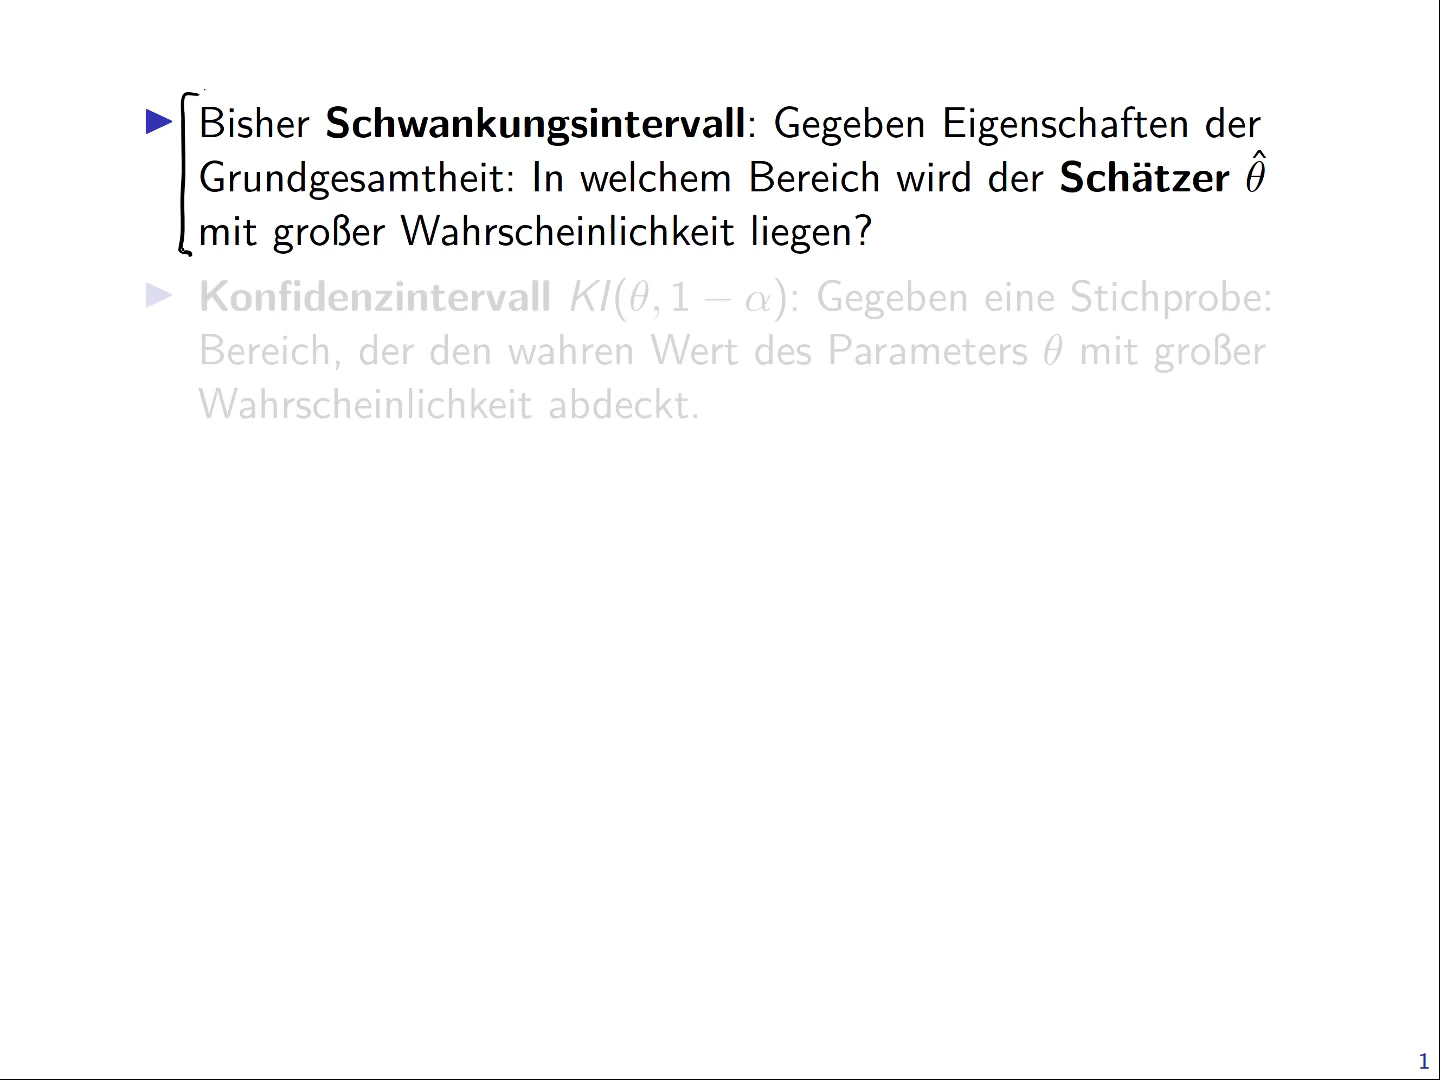 Bisher Schwankungsintervall: Gegeben Eigenschaften der
Grundgesamtheit: In welchem Bereich wird der Schätzer θ̂
mit großer Wahrscheinlichkeit liegen?
Konfidenzintervall KI(θ, 1 − α): Gegeben eine Stichprobe:
Bereich, der den wahren Wert des Parameters θ mit großer
Wahrscheinlichkeit abdeckt.
1